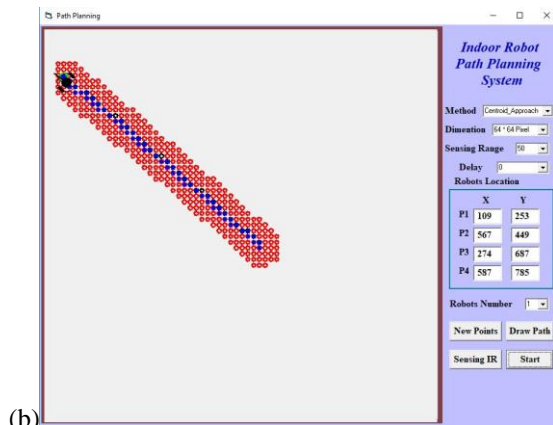 Path Planning
Indoor Robot
Path Planning
System
Method Centroid_Approach
Dimention 64 * 64 Pixel
Sensing Range 50
Delay 0
Robots Location
X Y
P1 109 253
P2 567 449
P3 274 687
P4 587 785
Robots Number 1
New Points Draw Path
Sensing IR Start
(b)